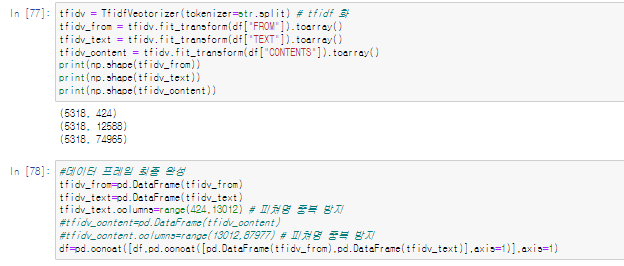 In [77]: tfidv = TfidfVectorizer(tokenizer=str.split) # tfidf 화
tfidv_from = tfidv.fit_transform(df["FROM"]).toarray()
tfidv_text = tfidv.fit_transform(df["TEXT"]).toarray()
tfidv_content = tfidv.fit_transform(df["CONTENTS"]).toarray()
print(np.shape(tfidv_from))
print(np.shape(tfidv_text))
print(np.shape(tfidv_content))
(5318, 424)
(5318, 12588)
(5318, 74965)
In [78]: #데이터 프레임 최종 완성
tfidv_from=pd.DataFrame(tfidv_from)
tfidv_text=pd.DataFrame(tfidv_text)
tfidv_text.columns=range(424,13012) # 피쳐명 중복 방지
#tfidv_content=pd.DataFrame(tfidv_content)
#tfidv_content.columns=range(13012,87977) # 피쳐명 중복 방지
df=pd.concat([df,pd.concat([pd.DataFrame(tfidv_from),pd.DataFrame(tfidv_text)],axis=1)],axis=1)